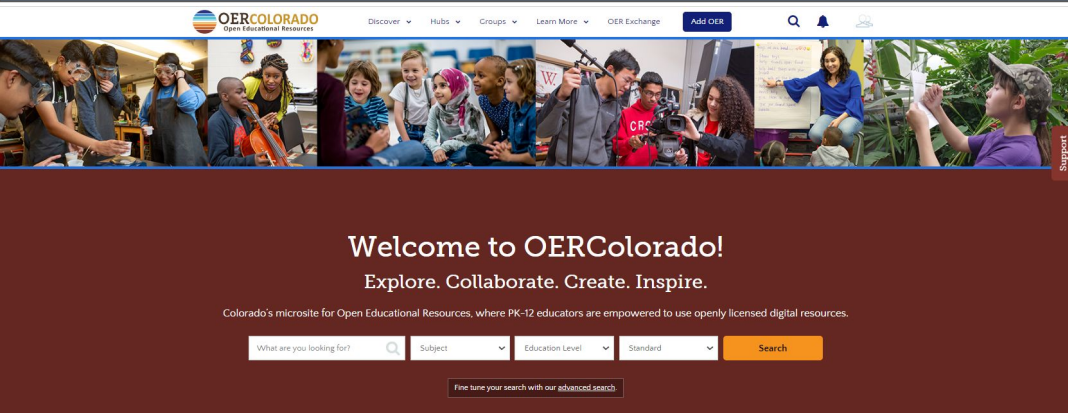 OERCOLORADO
Open Educational Resources
Discover
Hubs
Groups
Learn More
OER Exchange
Add OER
W
CRO
Support
Welcome to OERColorado!
Explore. Collaborate. Create. Inspire.
Colorado's microsite for Open Educational Resources, where PK-12 educators are empowered to use openly licensed digital resources.
What are you looking for?
Subject
Education Level
Standard
Search
Fine tune your search with our advanced search.